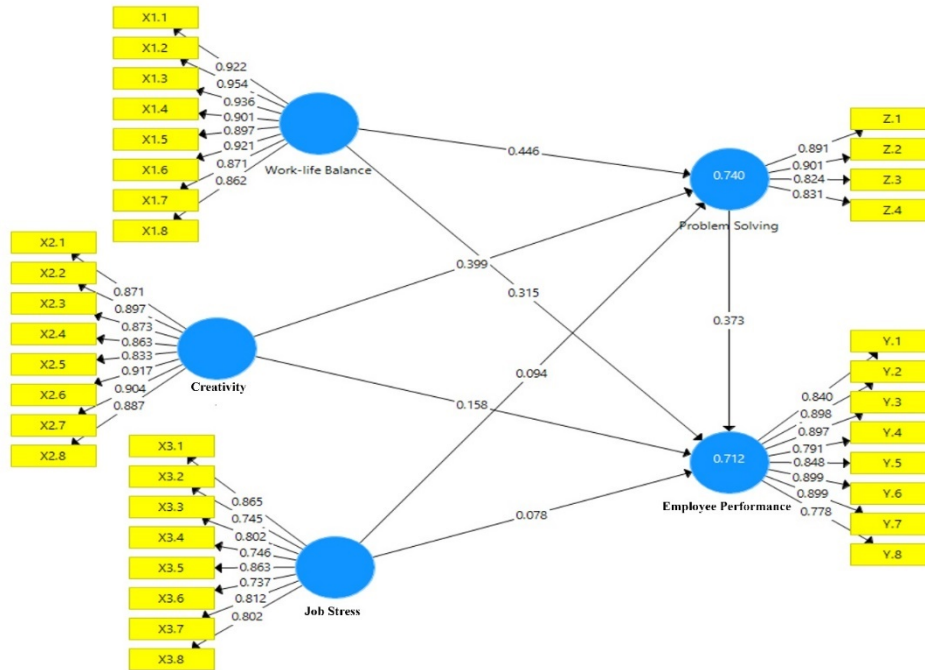 X1.1
X1.2
X1.3
X1.4
X1.5
X1.6
X1.7
X1.8
0.922
0.954
0.936
0.901
0.897
0.921
0.871
0.862
Work-life Balance
X2.1
X2.2
X2.3
X2.4
X2.5
X2.6
X2.7
X2.8
0.871
0.897
0.873
0.863
0.833
0.917
0.904
0.887
Creativity
X3.1
X3.2
X3.3
X3.4
X3.5
X3.6
X3.7
X3.8
0.865
0.745
0.802
0.746
0.863
0.737
0.812
0.802
Job Stress
0.446
0.399
0.315
0.094
0.158
0.078
0.373
0.740
Problem Solving
0.891
0.901
0.824
0.831
Z.1
Z.2
Z.3
Z.4
0.712
Employee Performance
0.840
0.898
0.897
0.791
0.848
0.899
0.899
0.778
Y.1
Y.2
Y.3
Y.4
Y.5
Y.6
Y.7
Y.8